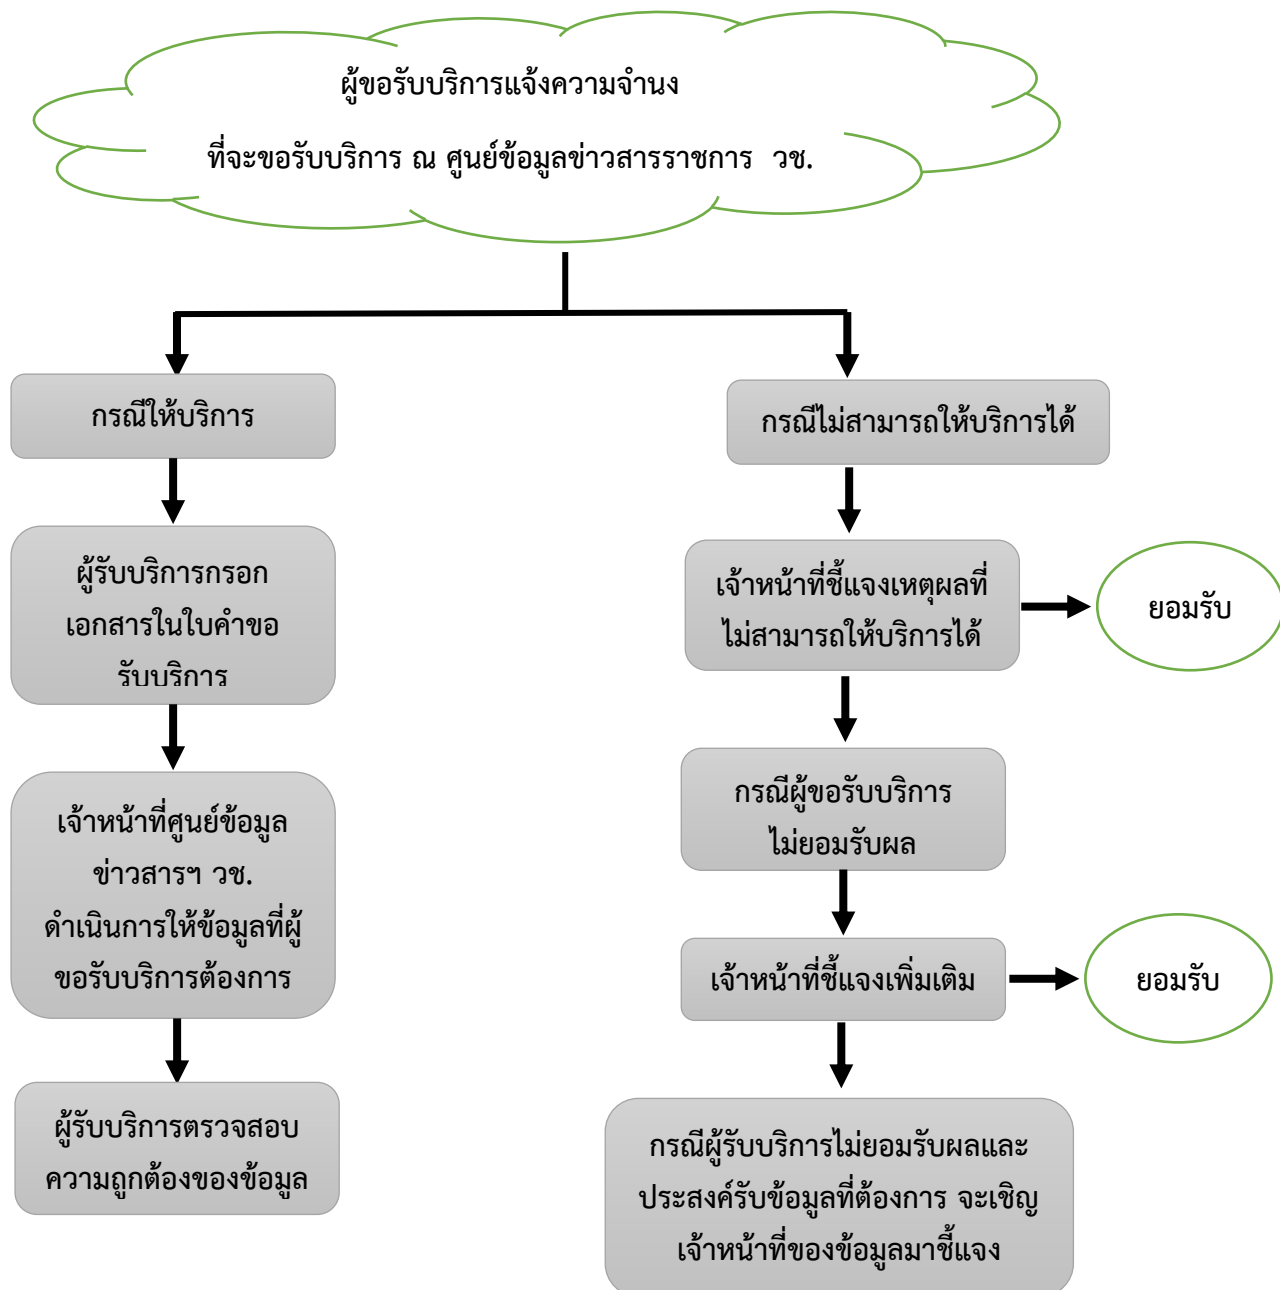 ผู้ขอรับบริการแจ้งความจำนง
ที่จะขอรับบริการ ณ ศูนย์ข้อมูลข่าวสารราชการ วช.
กรณีให้บริการ
ผู้รับบริการกรอก
เอกสารในใบคำขอ
รับบริการ
เจ้าหน้าที่ศูนย์ข้อมูล
ข่าวสารฯ วช.
ดำเนินการให้ข้อมูลที่ผู้
ขอรับบริการต้องการ
ผู้รับบริการตรวจสอบ
ความถูกต้องของข้อมูล
กรณีไม่สามารถให้บริการได้
เจ้าหน้าที่ชี้แจงเหตุผลที่
ไม่สามารถให้บริการได้
ยอมรับ
กรณีผู้ขอรับบริการ
ไม่ยอมรับผล
เจ้าหน้าที่ชี้แจงเพิ่มเติม
ยอมรับ
กรณีผู้รับบริการไม่ยอมรับผลและ
ประสงค์รับข้อมูลที่ต้องการ จะเชิญ
เจ้าหน้าที่ของข้อมูลมาชี้แจง